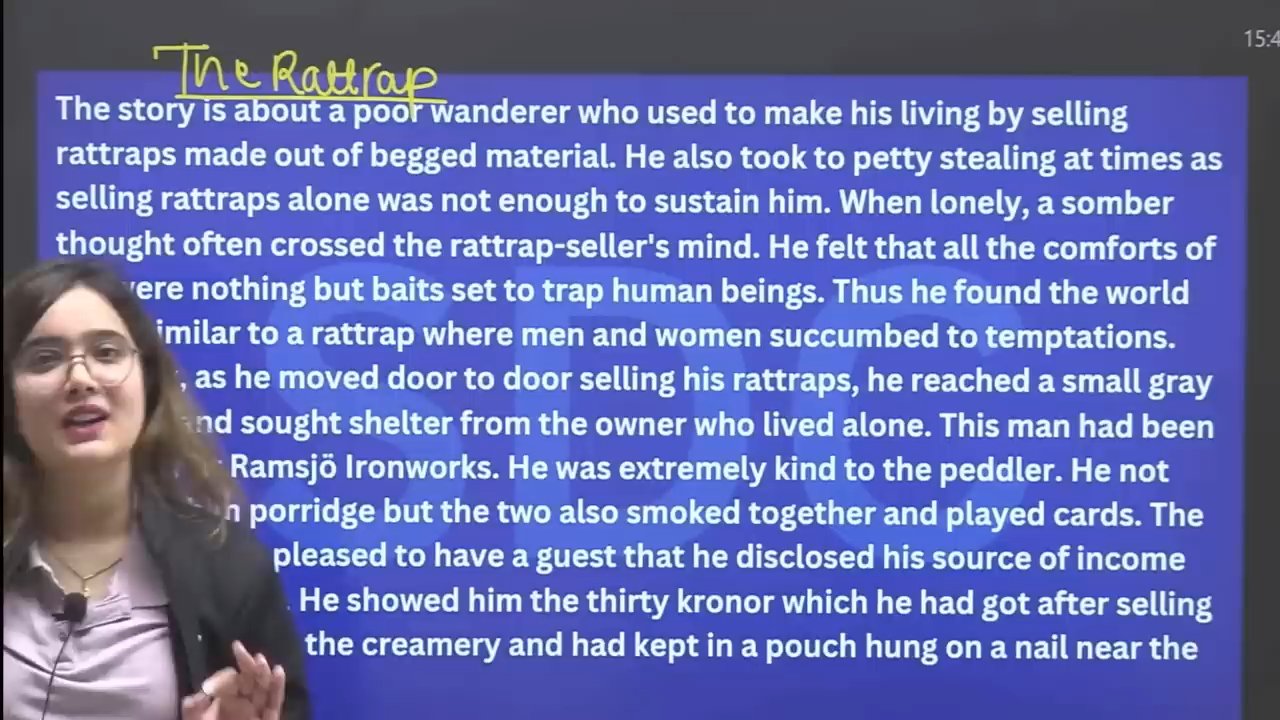 15:4
The Rattrap
The story is about a poor wanderer who used to make his living by selling
rattraps made out of begged material. He also took to petty stealing at times as
selling rattraps alone was not enough to sustain him. When lonely, a somber
thought often crossed the rattrap-seller's mind. He felt that all the comforts of
were nothing but baits set to trap human beings. Thus he found the world
similar to a rattrap where men and women succumbed to temptations.
, as he moved door to door selling his rattraps, he reached a small gray
and sought shelter from the owner who lived alone. This man had been
Ramsjö Ironworks. He was extremely kind to the peddler. He not
porridge but the two also smoked together and played cards. The
pleased to have a guest that he disclosed his source of income
. He showed him the thirty kronor which he had got after selling
the creamery and had kept in a pouch hung on a nail near the
SDC